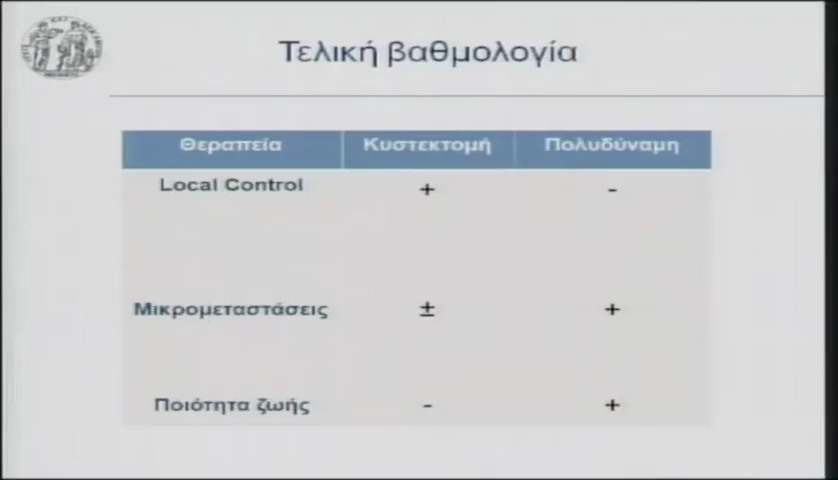 Τελική βαθμολογία
Θεραπεία Κυστεκτομή Πολυδύναμη
Local Control + -
Μικρομεταστάσεις ± +
Ποιότητα ζωής - +